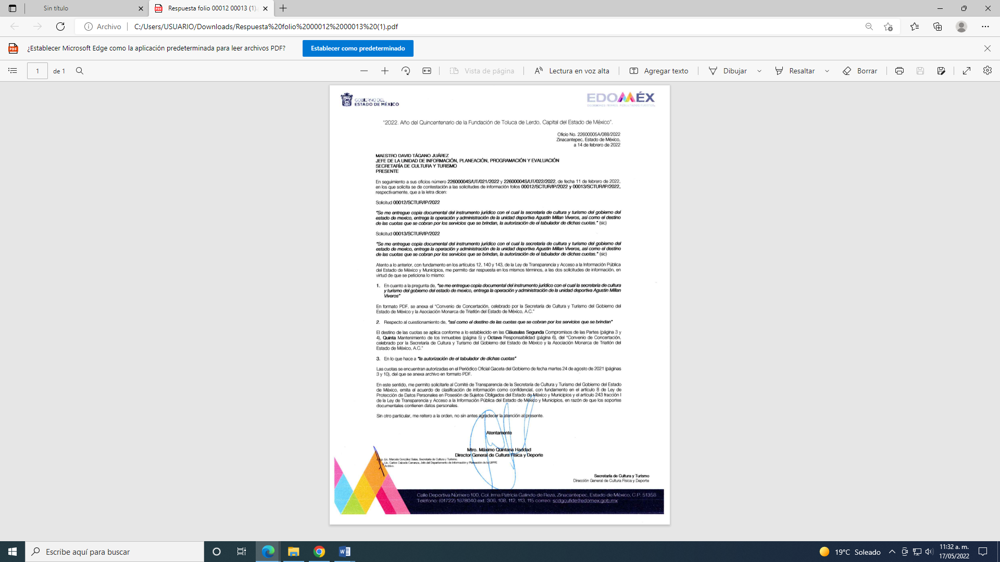 Sin título
Respuesta folio 00012 00013 (1).
Archivo
C:/Users/USUARIO/Downloads/Respuesta%20folio%2000012%2000013%20(1).pdf
¿Establecer Microsoft Edge como la aplicación predeterminada para leer archivos PDF?
Establecer como predeterminado
1 de 1
Vista de página
Lectura en voz alta
Agregar texto
Dibujar
Resaltar
Borrar
GOBIERNO DEL
ESTADO DE MÉXICO
EDOMÉX
DECISIONES FIRMES, RESULTADOS FUERTES.
"2022. Año del Quincentenario de la Fundación de Toluca de Lerdo, Capital del Estado de México".
Oficio No. 22600005A/088/2022
Zinacantepec, Estado de México,
a 14 de febrero de 2022
MAESTRO DAVID TÁGANO JUÁREZ
JEFE DE LA UNIDAD DE INFORMACIÓN, PLANEACIÓN, PROGRAMACIÓN Y EVALUACIÓN
SECRETARÍA DE CULTURA Y TURISMO
PRESENTE
En seguimiento a sus oficios número 22600004S/UT/021/2022 y 22600004S/UT/022/2022, de fecha 11 de febrero de 2022,
en los que solicita se de contestación a las solicitudes de información folios 00012/SCTUR/IP/2022 y 00013/SCTUR/IP/2022,
respectivamente, que a la letra dicen:
Solicitud 00012/SCTUR/IP/2022
"Se me entregue copia documental del instrumento jurídico con el cual la secretaria de cultura y turismo del gobierno del
estado de mexico, entrega la operación y administración de la unidad deportiva Agustin Millan Viveros, así como el destino
de las cuotas que se cobran por los servicios que se brindan, la autorización de el tabulador de dichas cuotas." (sic)
Solicitud 00013/SCTUR/IP/2022
"Se me entregue copia documental del instrumento jurídico con el cual la secretaria de cultura y turismo del gobierno del
estado de mexico, entrega la operación y administración de la unidad deportiva Agustin Millan Viveros, así como el destino
de las cuotas que se cobran por los servicios que se brindan, la autorización de el tabulador de dichas cuotas." (sic)
Atento a lo anterior, con fundamento en los artículos 12, 140 y 143, de la Ley de Transparencia y Acceso a la Información Pública
del Estado de México y Municipios, me permito dar respuesta en los mismos términos, a las dos solicitudes de información, en
virtud de que se peticiona lo mismo:
1. En cuanto a la pregunta de, "se me entregue copia documental del instrumento jurídico con el cual la secretaría de cultura
y turismo del gobierno del estado de mexico, entrega la operación y administración de la unidad deportiva Agustin Millan
Viveros"
En formato PDF, se anexa el "Convenio de Concertación, celebrado por la Secretaría de Cultura y Turismo del Gobierno del
Estado de México y la Asociación Monarca de Triatlón del Estado de México, A.C."
2. Respecto al cuestionamiento de, "así como el destino de las cuotas que se cobran por los servicios que se brindan"
El destino de las cuotas se aplica conforme a lo establecido en las Cláusulas Segunda Compromisos de las Partes (página 3 y
4), Quinta Mantenimiento de los Inmuebles (página 5) y Octava Responsabilidad (página 6), del "Convenio de Concertación,
celebrado por la Secretaría de Cultura y Turismo del Gobierno del Estado de México y la Asociación Monarca de Triatlón del
Estado de México, A.C."
3. En lo que hace a "la autorización de el tabulador de dichas cuotas"
Las cuotas se encuentran autorizadas en el Periódico Oficial Gaceta del Gobierno de fecha martes 24 de agosto de 2021 (páginas
3 y 10), del que se anexa archivo en formato PDF.
En este sentido, me permito solicitarle al Comité de Transparencia de la Secretaría de Cultura y Turismo del Gobierno del Estado
de México, emita el acuerdo de clasificación de información como confidencial, con fundamento en el artículo 8 de Ley de
Protección de Datos Personales en Posesión de Sujetos Obligados del Estado de México y Municipios y el artículo 243 fracción I
de la Ley de Transparencia y Acceso a la Información Pública del Estado de México y Municipios, en razón de que los soportes
documentales contienen datos personales.
Sin otro particular, me reitero a la orden, no sin antes agradecer la atención al presente.
Atentamente
Mtro. Máximo Quintana Haddad
Director General de Cultura Física y Deporte
c.c.p. Lic. Marcela González Salas, Secretaria de Cultura y Turismo.
Lic. Carlos Calzada Carranza, Jefe del Departamento de Información y Planeación de la UIPPE
Archivo.
Secretaría de Cultura y Turismo
Dirección General de Cultura Física y Deporte
Calle Deportiva Número 100, Col. Irma Patricia Galindo de Reza, Zinacantepec, Estado de México, C.P. 51356
Teléfono: (01722) 1678040 ext. 306, 108, 112, 113, 115 correo: scdgcufide@edomex.gob.mx
Escribe aquí para buscar
19°C Soleado
11:32 a. m.
17/05/2022